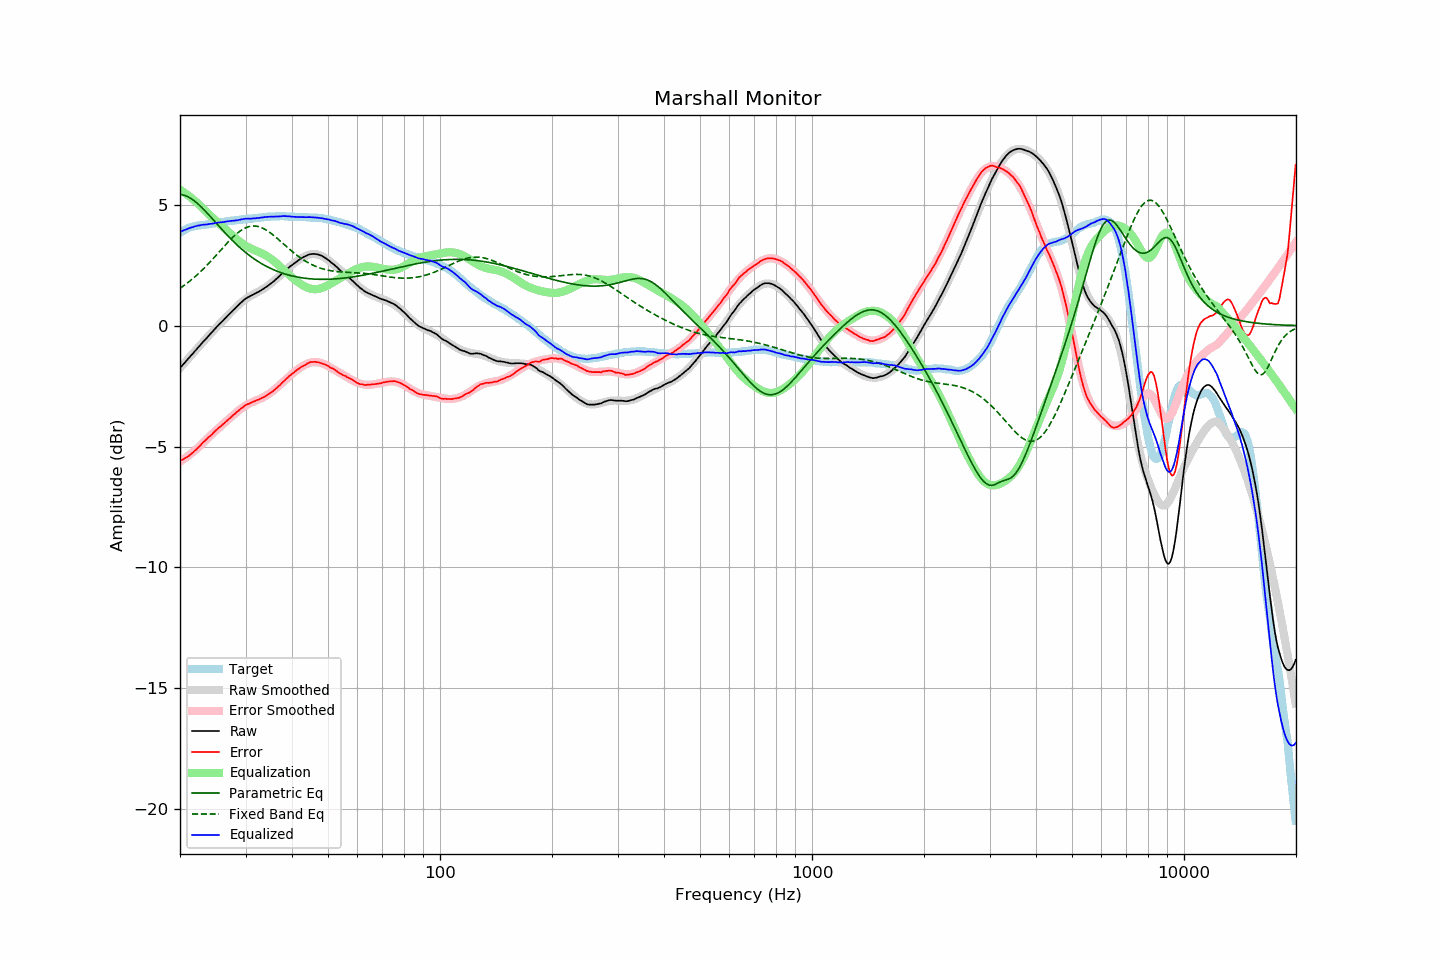 Marshall Monitor
5
0
−5
−10
−15
−20
Amplitude (dBr)
Target
Raw Smoothed
Error Smoothed
Raw
Error
Equalization
Parametric Eq
Fixed Band Eq
Equalized
100
1000
10000
Frequency (Hz)